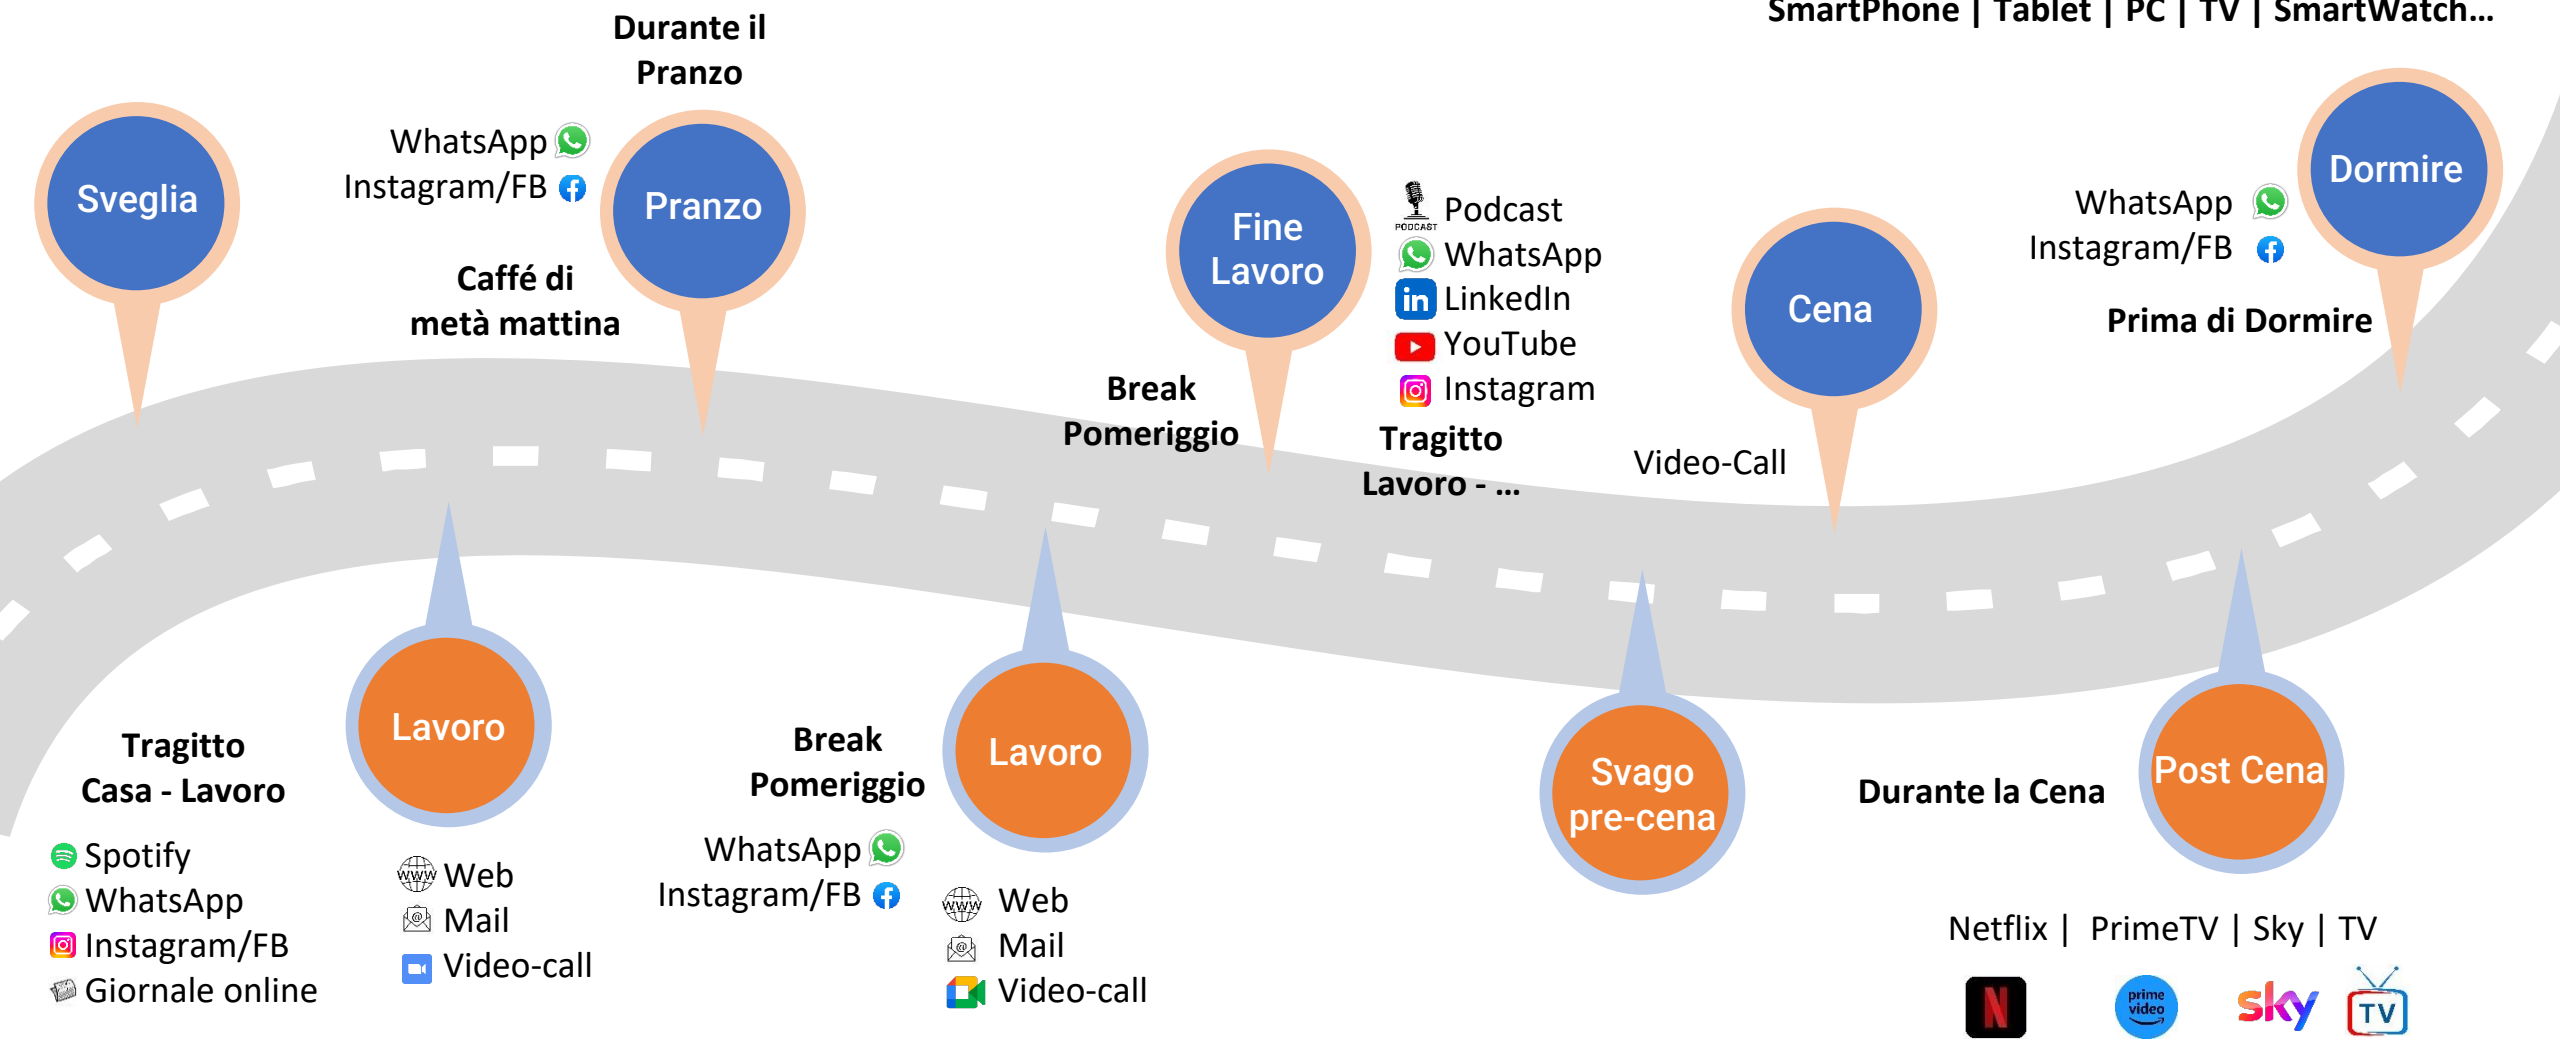 SmartPhone | Tablet | PC | TV | SmartWatch...
Durante il
Pranzo
Sveglia
WhatsApp
Instagram/FB
Pranzo
Caffé di
metà mattina
Fine
Lavoro
Podcast
PODCAST
WhatsApp
in LinkedIn
YouTube
Instagram
Break
Pomeriggio
Tragitto
Lavoro - ...
Video-Call
Cena
WhatsApp
Instagram/FB
Dormire
Prima di Dormire
Tragitto
Casa - Lavoro
Spotify
WhatsApp
Instagram/FB
Giornale online
Lavoro
www Web
Mail
Video-call
Break
Pomeriggio
WhatsApp
Instagram/FB
Lavoro
www Web
Mail
Video-call
Svago
pre-cena
Durante la Cena
Post Cena
Netflix | PrimeTV | Sky | TV
N
prime
video
sky
TV